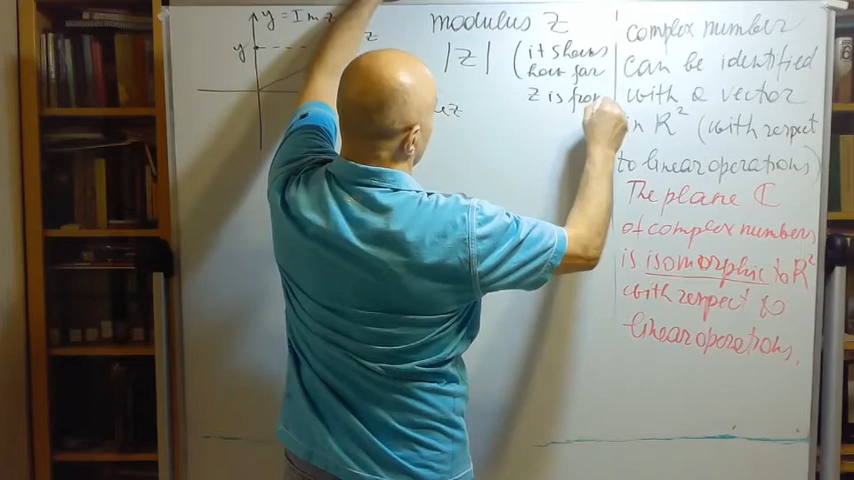 y = Im z
y
z
modulus z
|z| (it shows
how far
z is from
complex number
can be identified
with a vector
in R² (with respect
to linear operations)
The plane ℂ
of complex numbers
is isomorphic to R²
with respect to
linear operations.